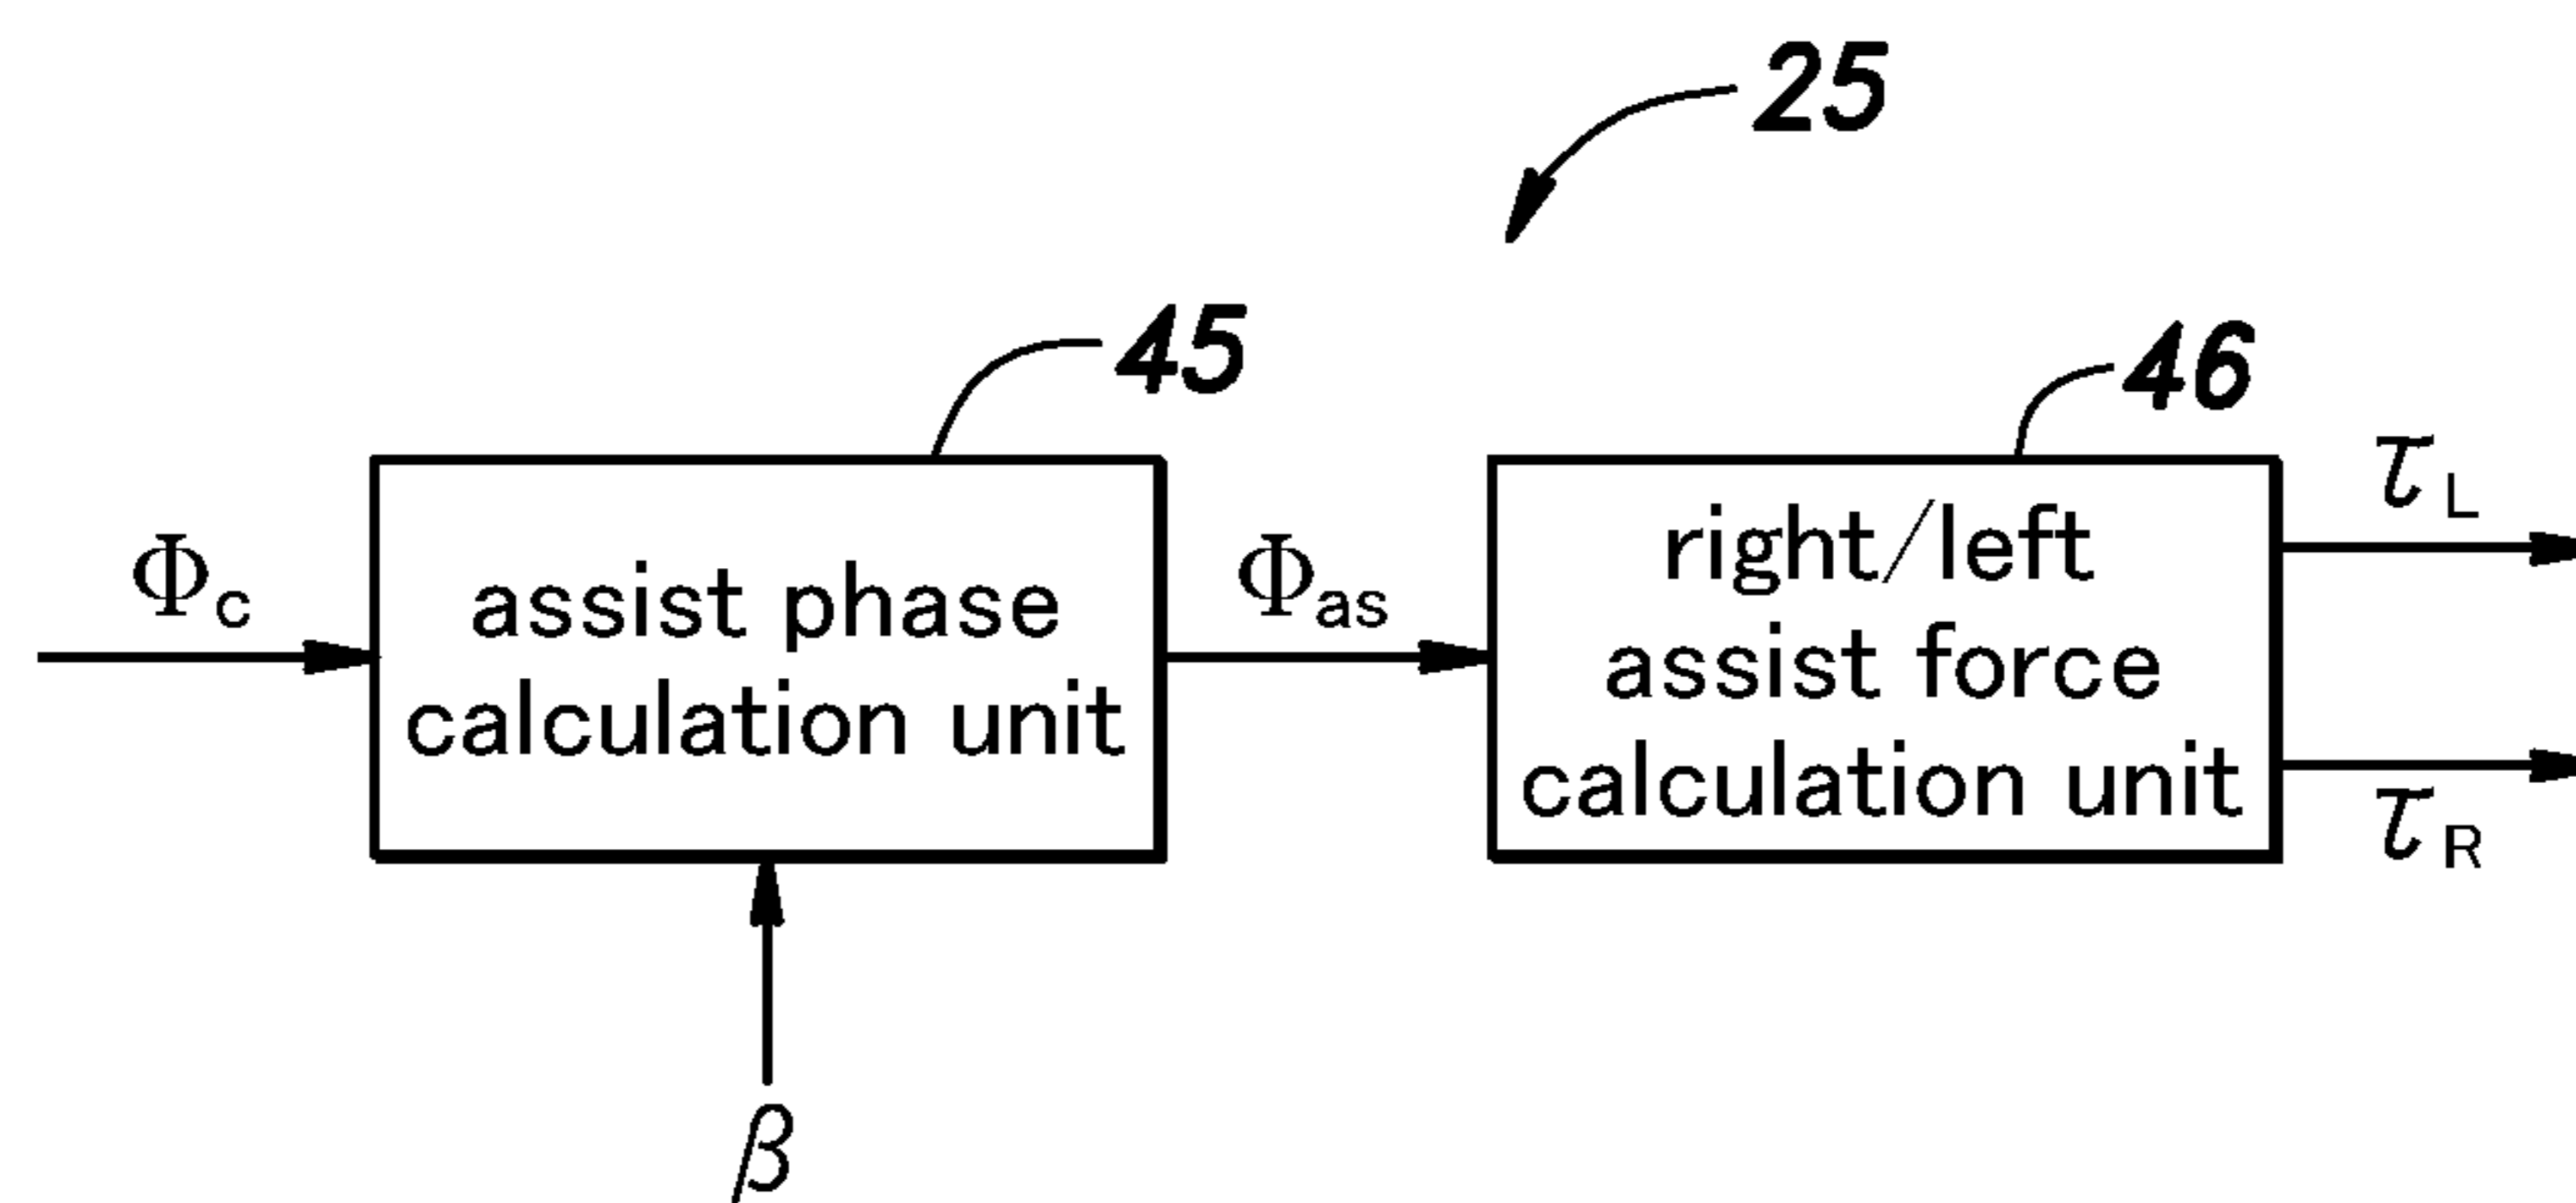 25
45
46
τL
Φc
Φas
assist phase
calculation unit
right/left
assist force
calculation unit
τR
β